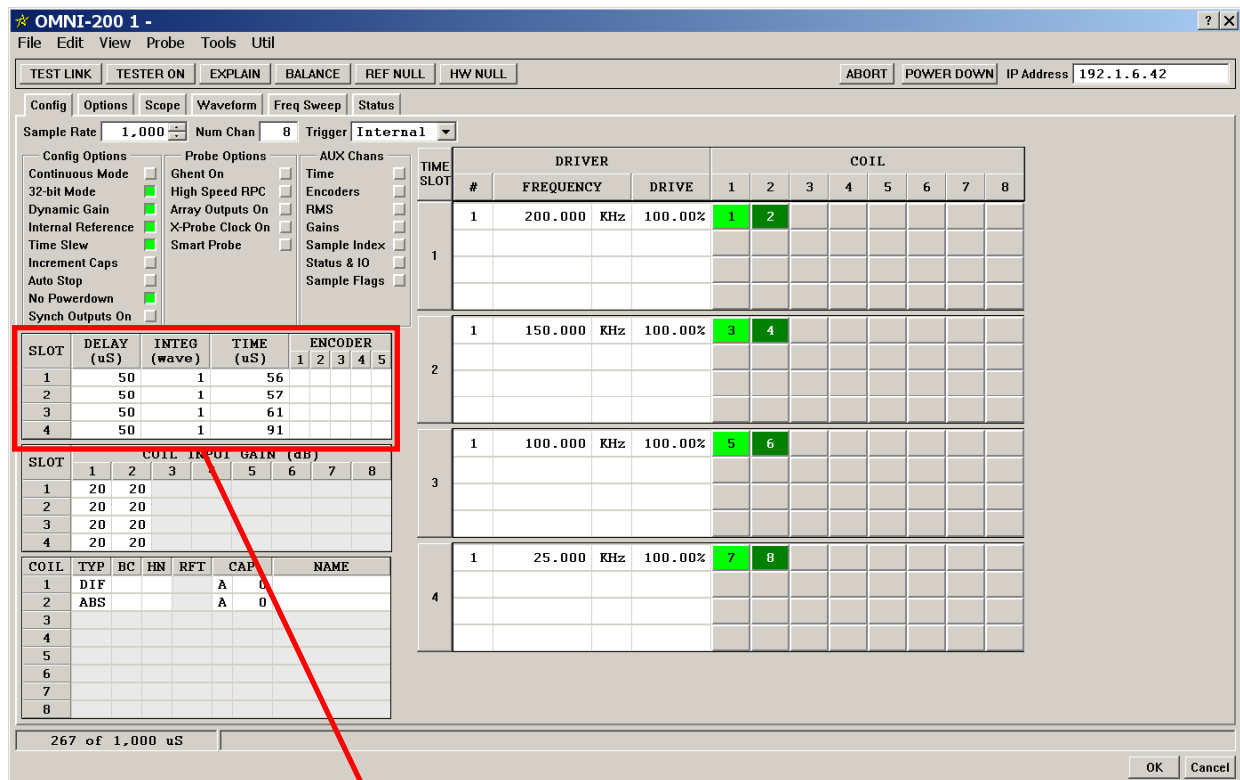 OMNI-200 1 -
File Edit View Probe Tools Util
TEST LINK TESTER ON EXPLAIN BALANCE REF NULL HW NULL ABORT POWER DOWN IP Address 192.1.6.42
Config Options Scope Waveform Freq Sweep Status
Sample Rate 1,000 Num Chan 8 Trigger Internal
Config Options
Continuous Mode
32-bit Mode
Dynamic Gain
Internal Reference
Time Slew
Increment Caps
Auto Stop
No Powerdown
Synch Outputs On
Probe Options
Ghent On
High Speed RPC
Array Outputs On
X-Probe Clock On
Smart Probe
AUX Chans
Time
Encoders
RMS
Gains
Sample Index
Status & IO
Sample Flags
SLOT DELAY (uS) INTEG (wave) TIME (uS) ENCODER
1 2 3 4 5
1 50 1 56
2 50 1 57
3 50 1 61
4 50 1 91
SLOT COIL INPUT GAIN (dB)
1 2 3 4 5 6 7 8
1 20 20
2 20 20
3 20 20
4 20 20
COIL TYP BC HN RFT CAP NAME
1 DIF A 0
2 ABS A 0
3
4
5
6
7
8
TIME SLOT DRIVER COIL
# FREQUENCY DRIVE 1 2 3 4 5 6 7 8
1 1 200.000 KHz 100.00% 1 2
2 1 150.000 KHz 100.00% 3 4
3 1 100.000 KHz 100.00% 5 6
4 1 25.000 KHz 100.00% 7 8
267 of 1,000 uS
OK Cancel